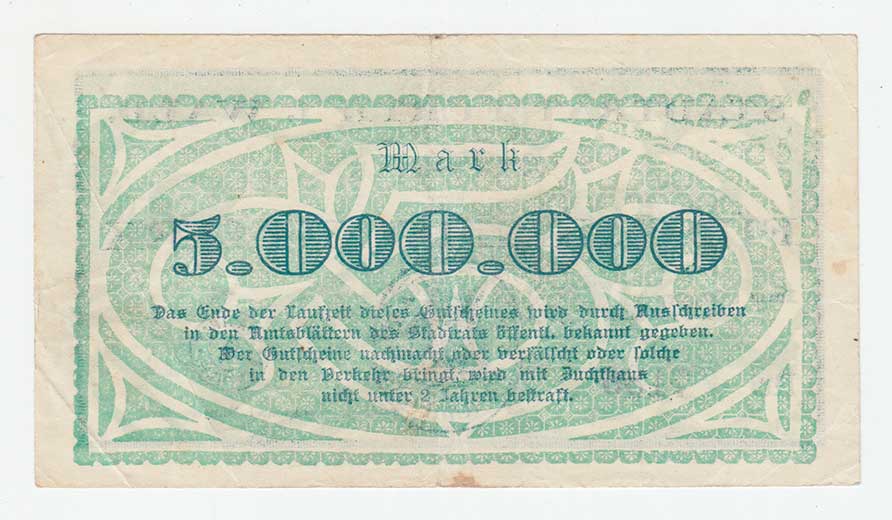 Mark
5.000.000
Das Ende der Laufzeit dieses Gutscheines wird durch Ausschreiben
in den Amtsblättern des Stadtrats öffentl. bekannt gegeben.
Wer Gutscheine nachmacht oder verfälscht oder solche
in den Verkehr bringt, wird mit Zuchthaus
nicht unter 2 Jahren bestraft.